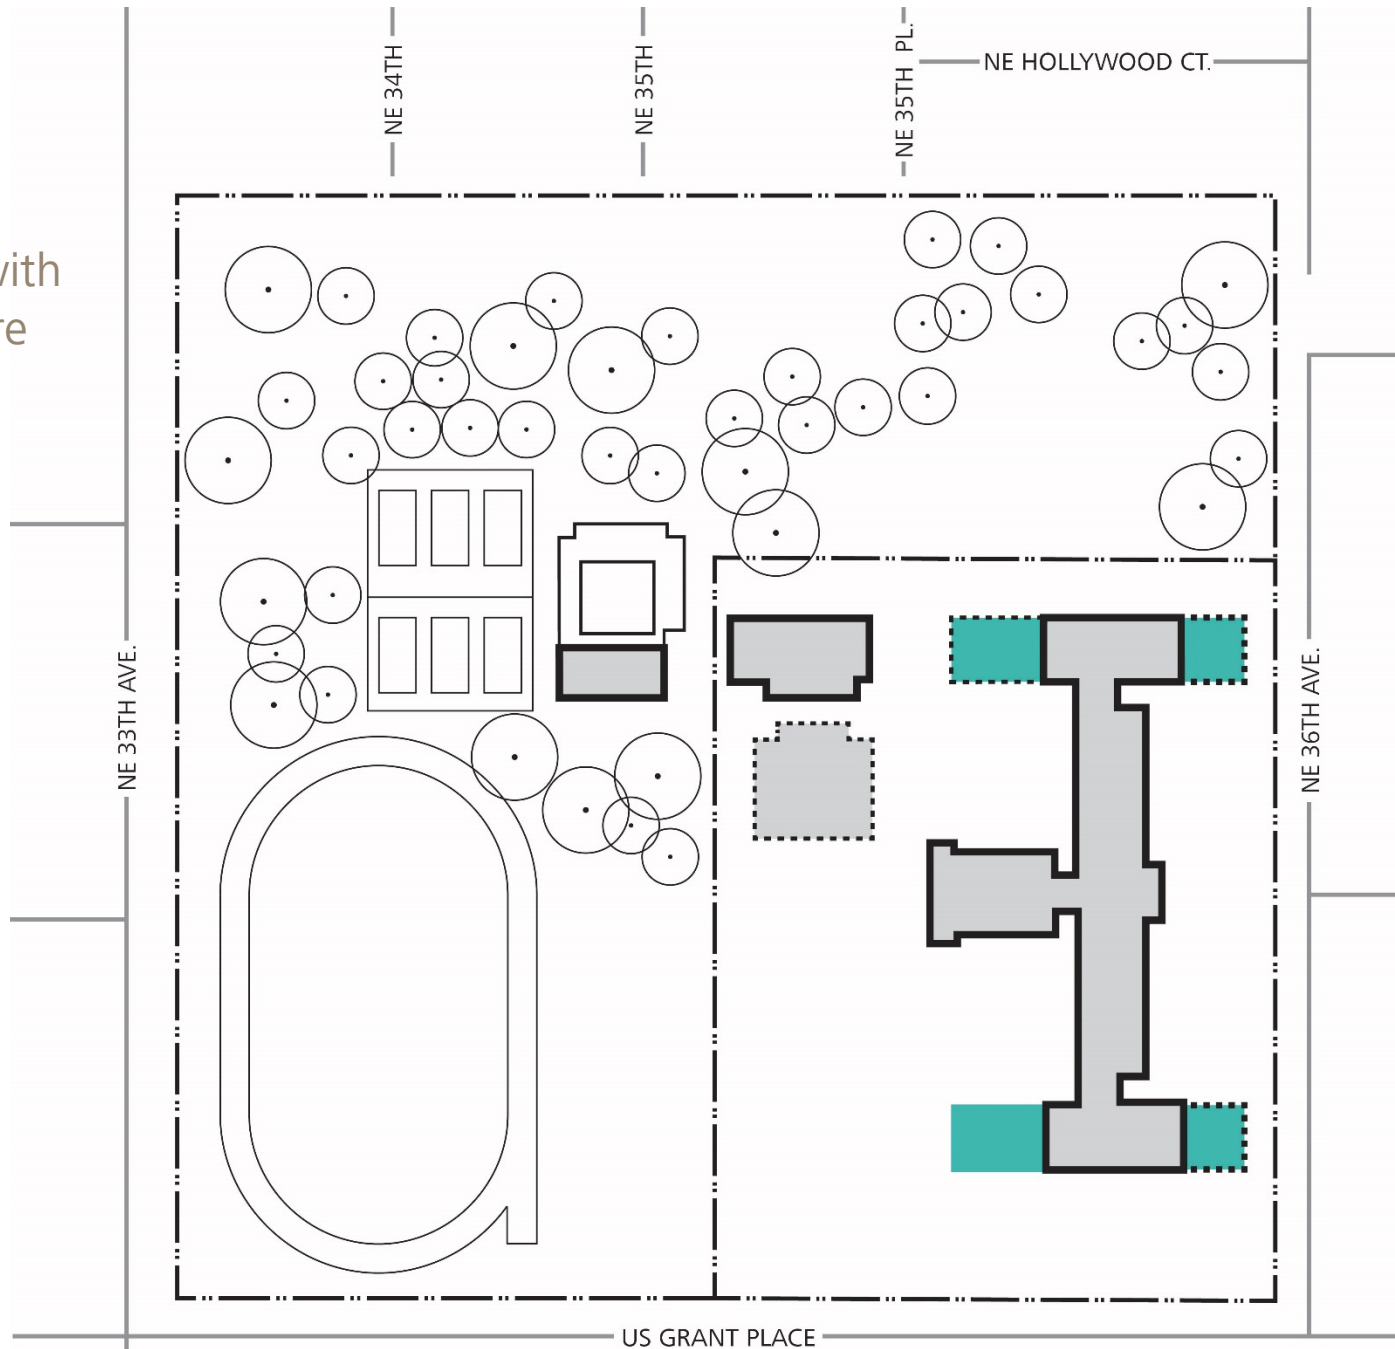 NE 34TH
NE 35TH
NE 35TH PL.
NE HOLLYWOOD CT.
re
NE 33TH AVE.
NE 36TH AVE.
US GRANT PLACE